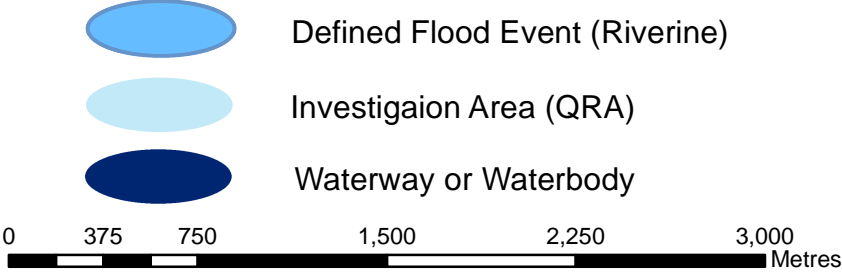 Defined Flood Event (Riverine)
Investigaion Area (QRA)
Waterway or Waterbody
0 375 750 1,500 2,250 3,000
Metres